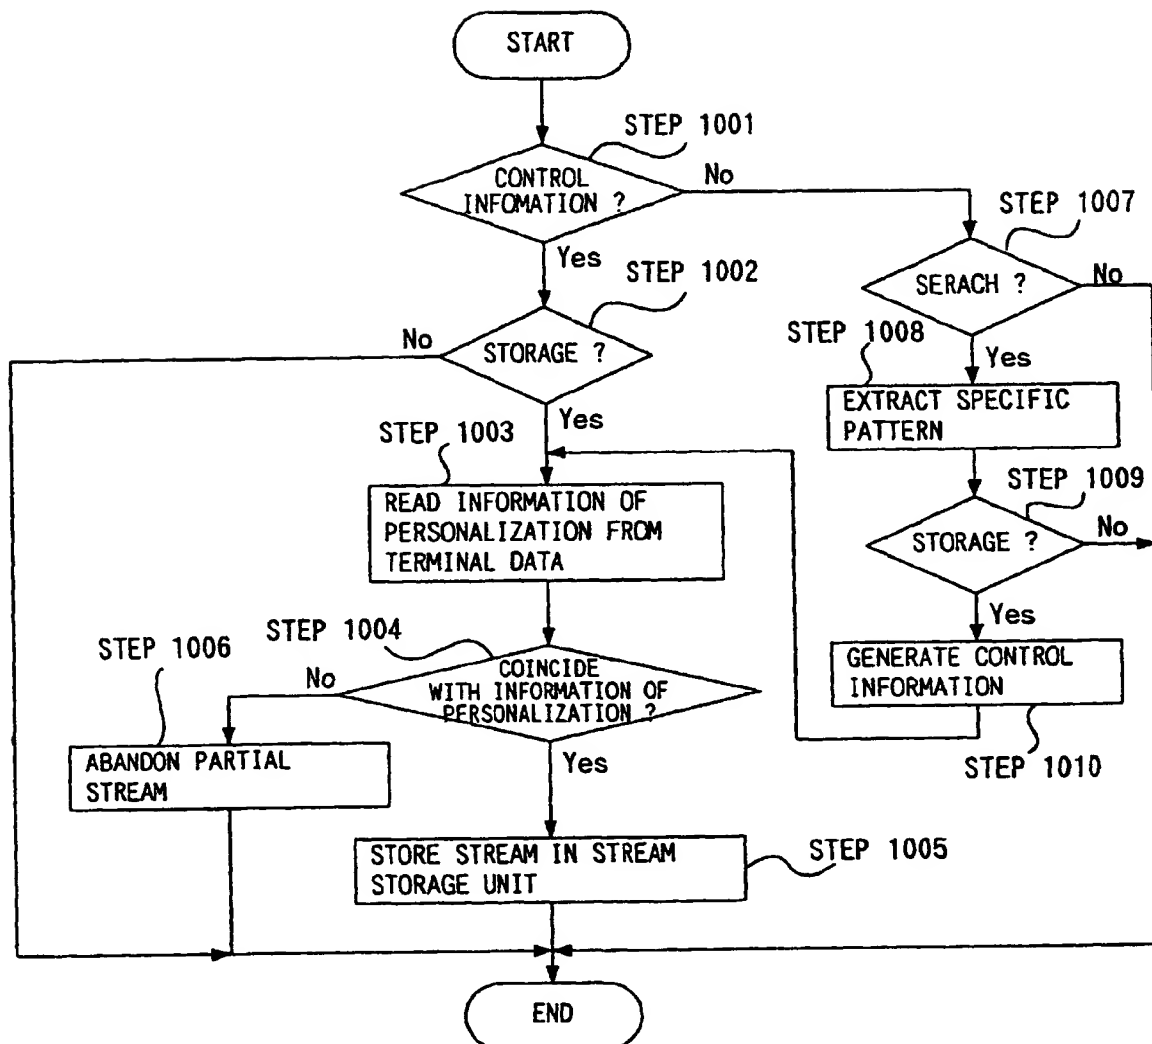 START
STEP 1001
CONTROL
INFOMATION ?
No
Yes
STEP 1007
SERACH ?
No
STEP 1002
STORAGE ?
No
Yes
STEP 1008
Yes
EXTRACT SPECIFIC
PATTERN
STEP 1003
READ INFORMATION OF
PERSONALIZATION FROM
TERMINAL DATA
STEP 1009
STORAGE ?
No
Yes
STEP 1004
COINCIDE
WITH INFORMATION OF
PERSONALIZATION ?
No
Yes
STEP 1006
ABANDON PARTIAL
STREAM
GENERATE CONTROL
INFORMATION
STEP 1010
STORE STREAM IN STREAM
STORAGE UNIT
STEP 1005
END